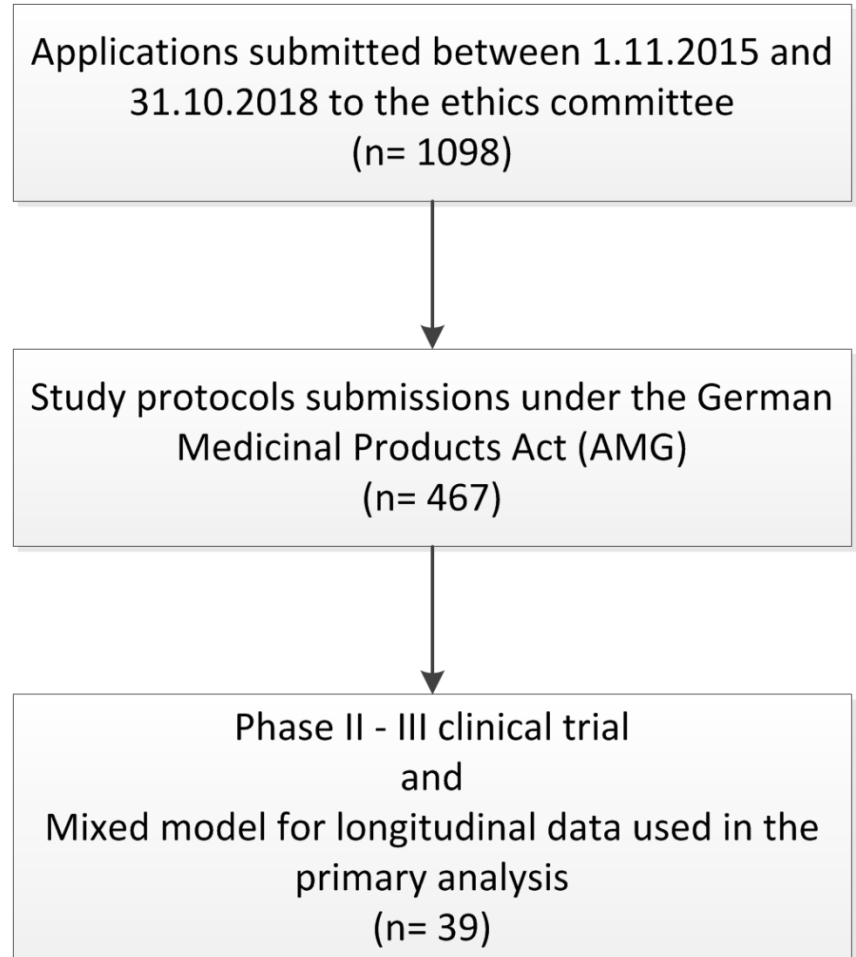 Applications submitted between 1.11.2015 and
31.10.2018 to the ethics committee
(n= 1098)
Study protocols submissions under the German
Medicinal Products Act (AMG)
(n= 467)
Phase II - III clinical trial
and
Mixed model for longitudinal data used in the
primary analysis
(n= 39)